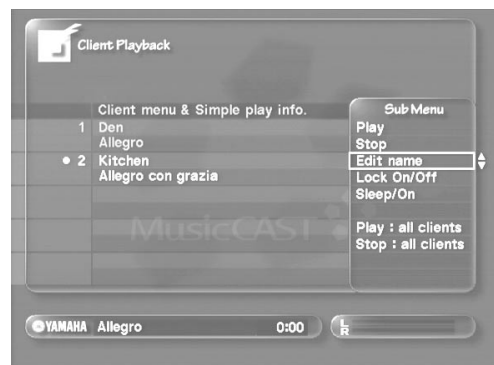 Client Playback
Client menu & Simple play info.
1 Den
Allegro
2 Kitchen
Allegro con grazia
MusicCAST
Sub Menu
Play
Stop
Edit name
Lock On/Off
Sleep/On
Play : all clients
Stop : all clients
YAMAHA Allegro 0:00
L
R